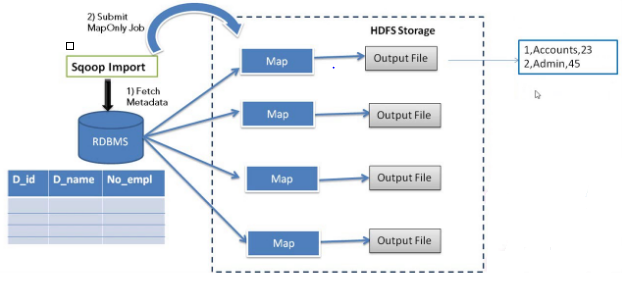 2) Submit
MapOnly Job
HDFS Storage
Sqoop Import
1) Fetch
Metadata
RDBMS
D_id D_name No_empl
Map
Output File
1,Accounts,23
2,Admin,45
Map
Output File
Map
Output File
Map
Output File